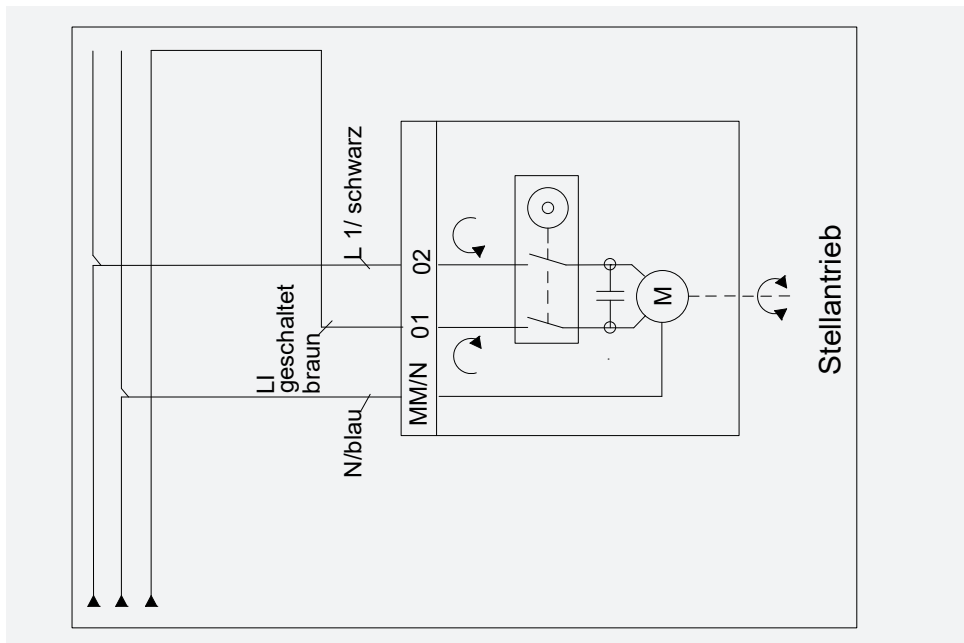 L 1/ schwarz
LI
geschaltet
braun
N/blau
02
01
MM/N
M
Stellantrieb